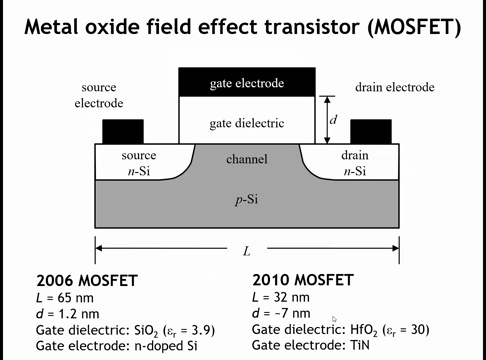 Metal oxide field effect transistor (MOSFET)
source
electrode
gate electrode
drain electrode
gate dielectric
d
source
n-Si
channel
drain
n-Si
p-Si
L
2006 MOSFET
L = 65 nm
d = 1.2 nm
Gate dielectric: SiO₂ (εᵣ = 3.9)
Gate electrode: n-doped Si
2010 MOSFET
L = 32 nm
d = ~7 nm
Gate dielectric: HfO₂ (εᵣ = 30)
Gate electrode: TiN